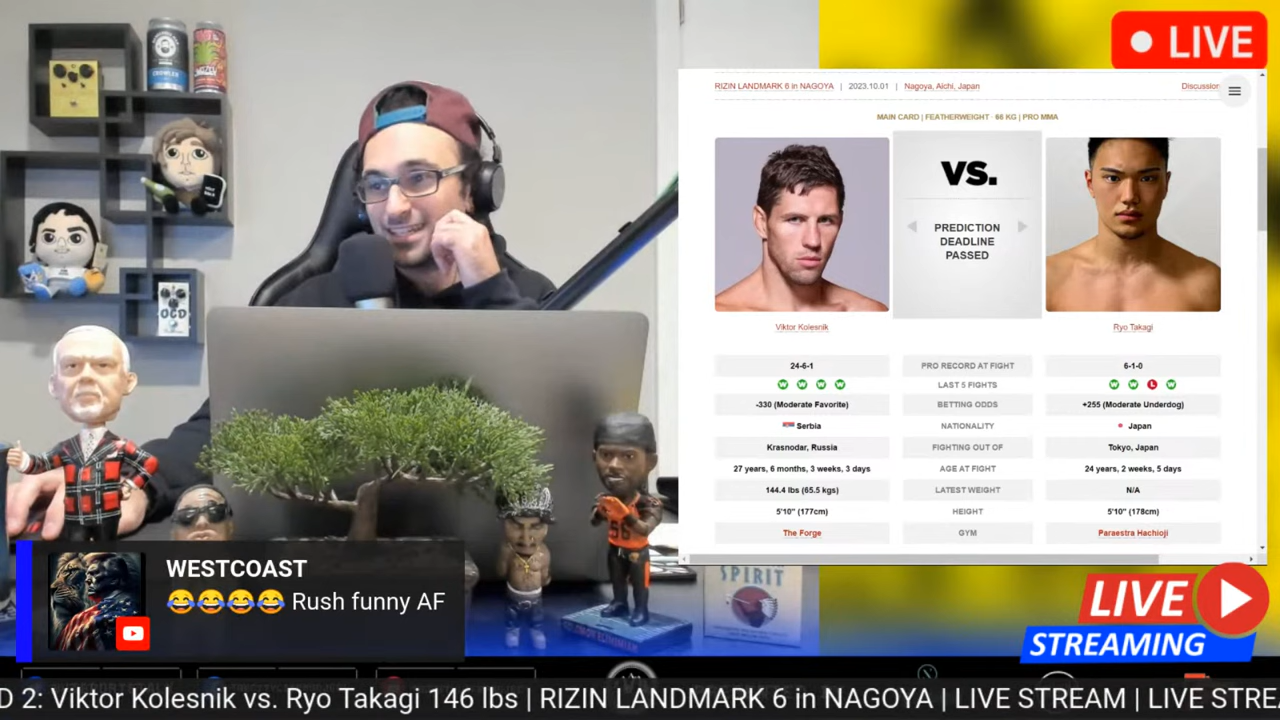 LIVE
RIZIN LANDMARK 6 in NAGOYA | 2023.10.01 | Nagoya, Aichi, Japan
Discussion
MAIN CARD | FEATHERWEIGHT · 66 KG | PRO MMA
VS.
PREDICTION
DEADLINE
PASSED
Viktor Kolesnik
Ryo Takagi
24-6-1 PRO RECORD AT FIGHT 6-1-0
W W W W LAST 5 FIGHTS W W L W
-330 (Moderate Favorite) BETTING ODDS +255 (Moderate Underdog)
Serbia NATIONALITY Japan
Krasnodar, Russia FIGHTING OUT OF Tokyo, Japan
27 years, 6 months, 3 weeks, 3 days AGE AT FIGHT 24 years, 2 weeks, 5 days
144.4 lbs (65.5 kgs) LATEST WEIGHT N/A
5'10" (177cm) HEIGHT 5'10" (178cm)
The Forge GYM Paraestra Hachioji
CROWLER
OCD
56
SPIRIT
WESTCOAST
😂😂😂😂 Rush funny AF
LIVE
STREAMING
D 2: Viktor Kolesnik vs. Ryo Takagi 146 lbs | RIZIN LANDMARK 6 in NAGOYA | LIVE STREAM | LIVE STRE